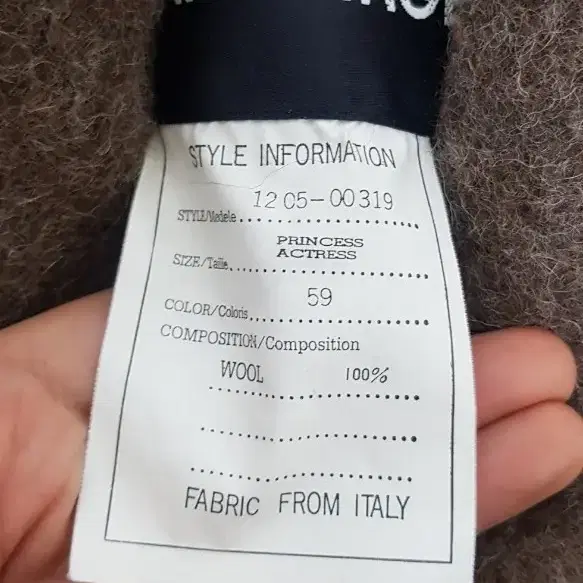 STYLE INFORMATION
12 05-00319
STYLE/Modele
PRINCESS
ACTRESS
SIZE/Taille
59
COLOR/Coloris
COMPOSITION/Composition
WOOL 100%
FABRIC FROM ITALY